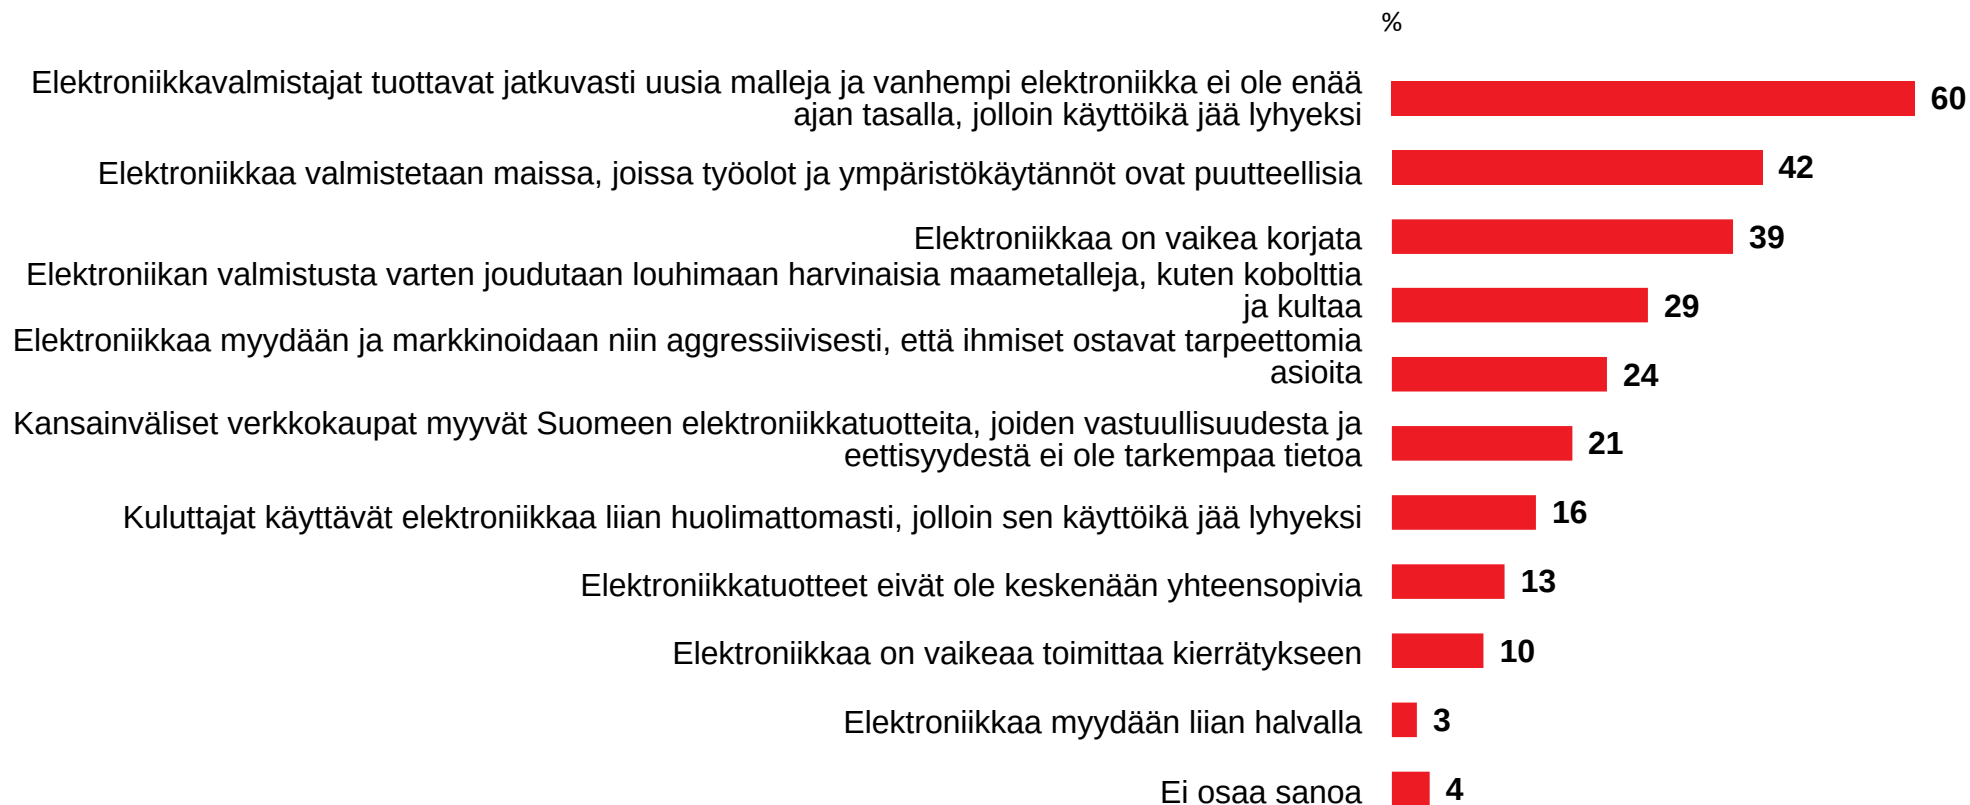 %
Elektroniikkavalmistajat tuottavat jatkuvasti uusia malleja ja vanhempi elektroniikka ei ole enää
ajan tasalla, jolloin käyttöikä jää lyhyeksi
60
Elektroniikkaa valmistetaan maissa, joissa työolot ja ympäristökäytännöt ovat puutteellisia
42
Elektroniikkaa on vaikea korjata
39
Elektroniikan valmistusta varten joudutaan louhimaan harvinaisia maametalleja, kuten kobolttia
ja kultaa
29
Elektroniikkaa myydään ja markkinoidaan niin aggressiivisesti, että ihmiset ostavat tarpeettomia
asioita
24
Kansainväliset verkkokaupat myyvät Suomeen elektroniikkatuotteita, joiden vastuullisuudesta ja
eettisyydestä ei ole tarkempaa tietoa
21
Kuluttajat käyttävät elektroniikkaa liian huolimattomasti, jolloin sen käyttöikä jää lyhyeksi
16
Elektroniikkatuotteet eivät ole keskenään yhteensopivia
13
Elektroniikkaa on vaikeaa toimittaa kierrätykseen
10
Elektroniikkaa myydään liian halvalla
3
Ei osaa sanoa
4